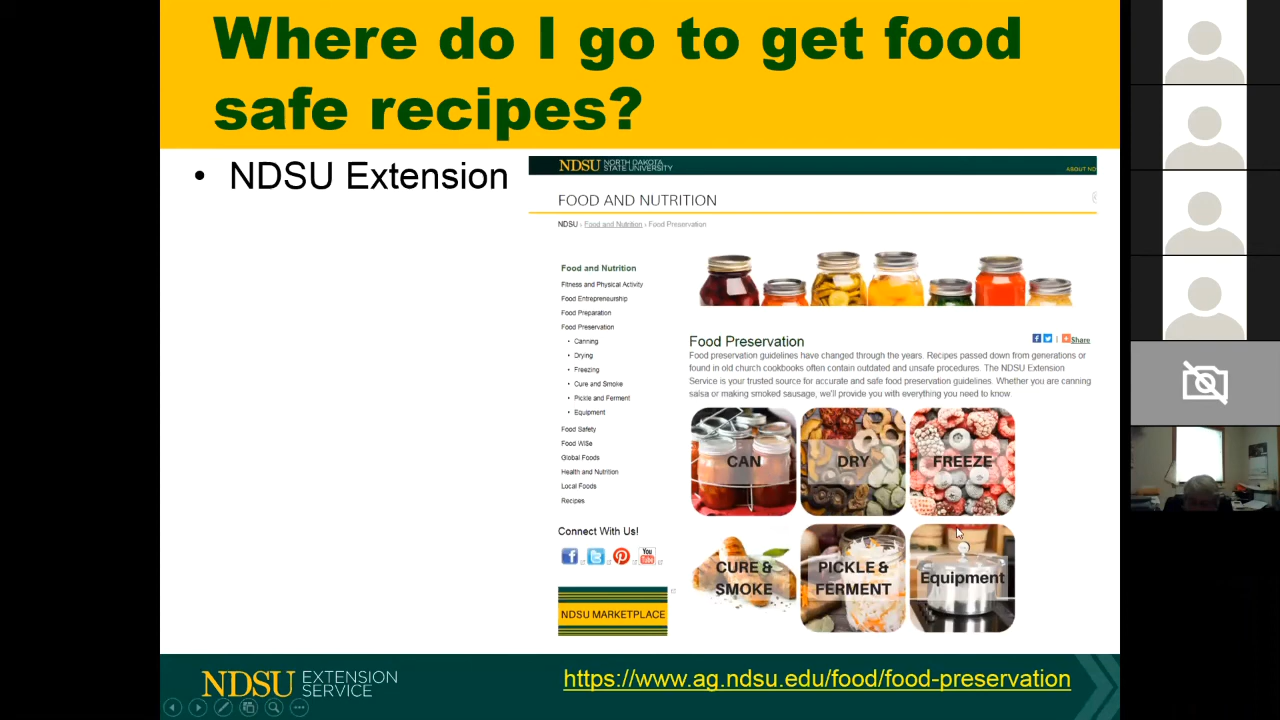 Where do I go to get food
safe recipes?
• NDSU Extension
NDSU NORTH DAKOTA
STATE UNIVERSITY
ABOUT ND
FOOD AND NUTRITION
NDSU › Food and Nutrition › Food Preservation
Food and Nutrition
Fitness and Physical Activity
Food Entrepreneurship
Food Preparation
Food Preservation
• Canning
• Drying
• Freezing
• Cure and Smoke
• Pickle and Ferment
• Equipment
Food Safety
Food WISe
Global Foods
Health and Nutrition
Local Foods
Recipes
Connect With Us!
You
Tube
NDSU MARKETPLACE
Food Preservation
Share
Food preservation guidelines have changed through the years. Recipes passed down from generations or
found in old church cookbooks often contain outdated and unsafe procedures. The NDSU Extension
Service is your trusted source for accurate and safe food preservation guidelines. Whether you are canning
salsa or making smoked sausage, we'll provide you with everything you need to know.
CAN
DRY
FREEZE
CURE &
SMOKE
PICKLE &
FERMENT
Equipment
NDSU EXTENSION
SERVICE
https://www.ag.ndsu.edu/food/food-preservation